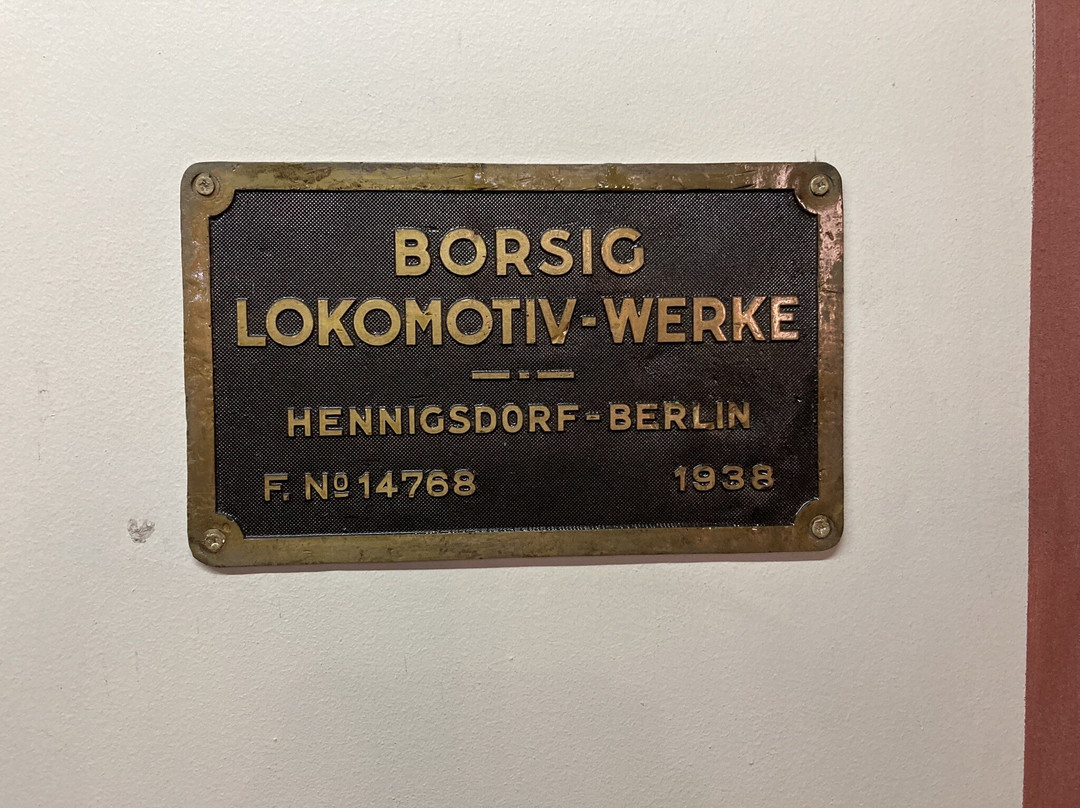 BORSIG
LOKOMOTIV-WERKE
HENNIGSDORF-BERLIN
F. Nº 14768 1938